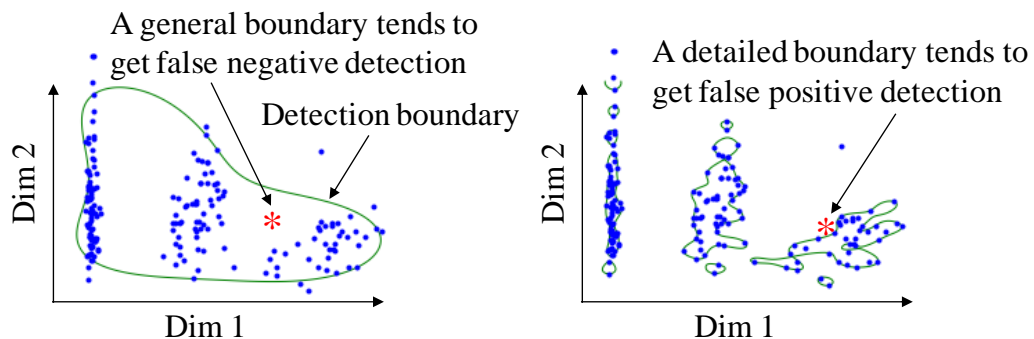 A general boundary tends to
get false negative detection
Detection boundary
Dim 2
Dim 1
A detailed boundary tends to
get false positive detection
Dim 2
Dim 1